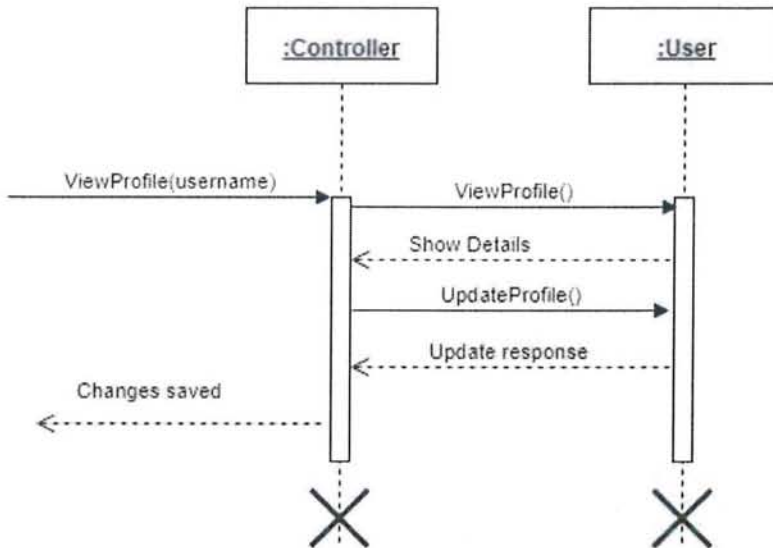 :Controller
:User
ViewProfile(username)
ViewProfile()
Show Details
UpdateProfile()
Update response
Changes saved